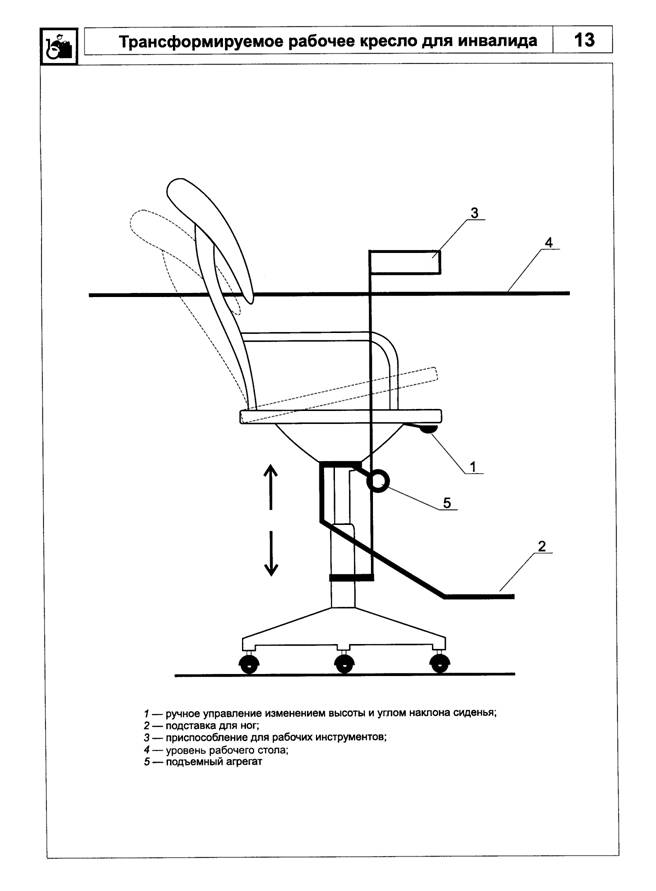 Трансформируемое рабочее кресло для инвалида 13
3
4
1
5
2
1 — ручное управление изменением высоты и углом наклона сиденья;
2 — подставка для ног;
3 — приспособление для рабочих инструментов;
4 — уровень рабочего стола;
5 — подъемный агрегат